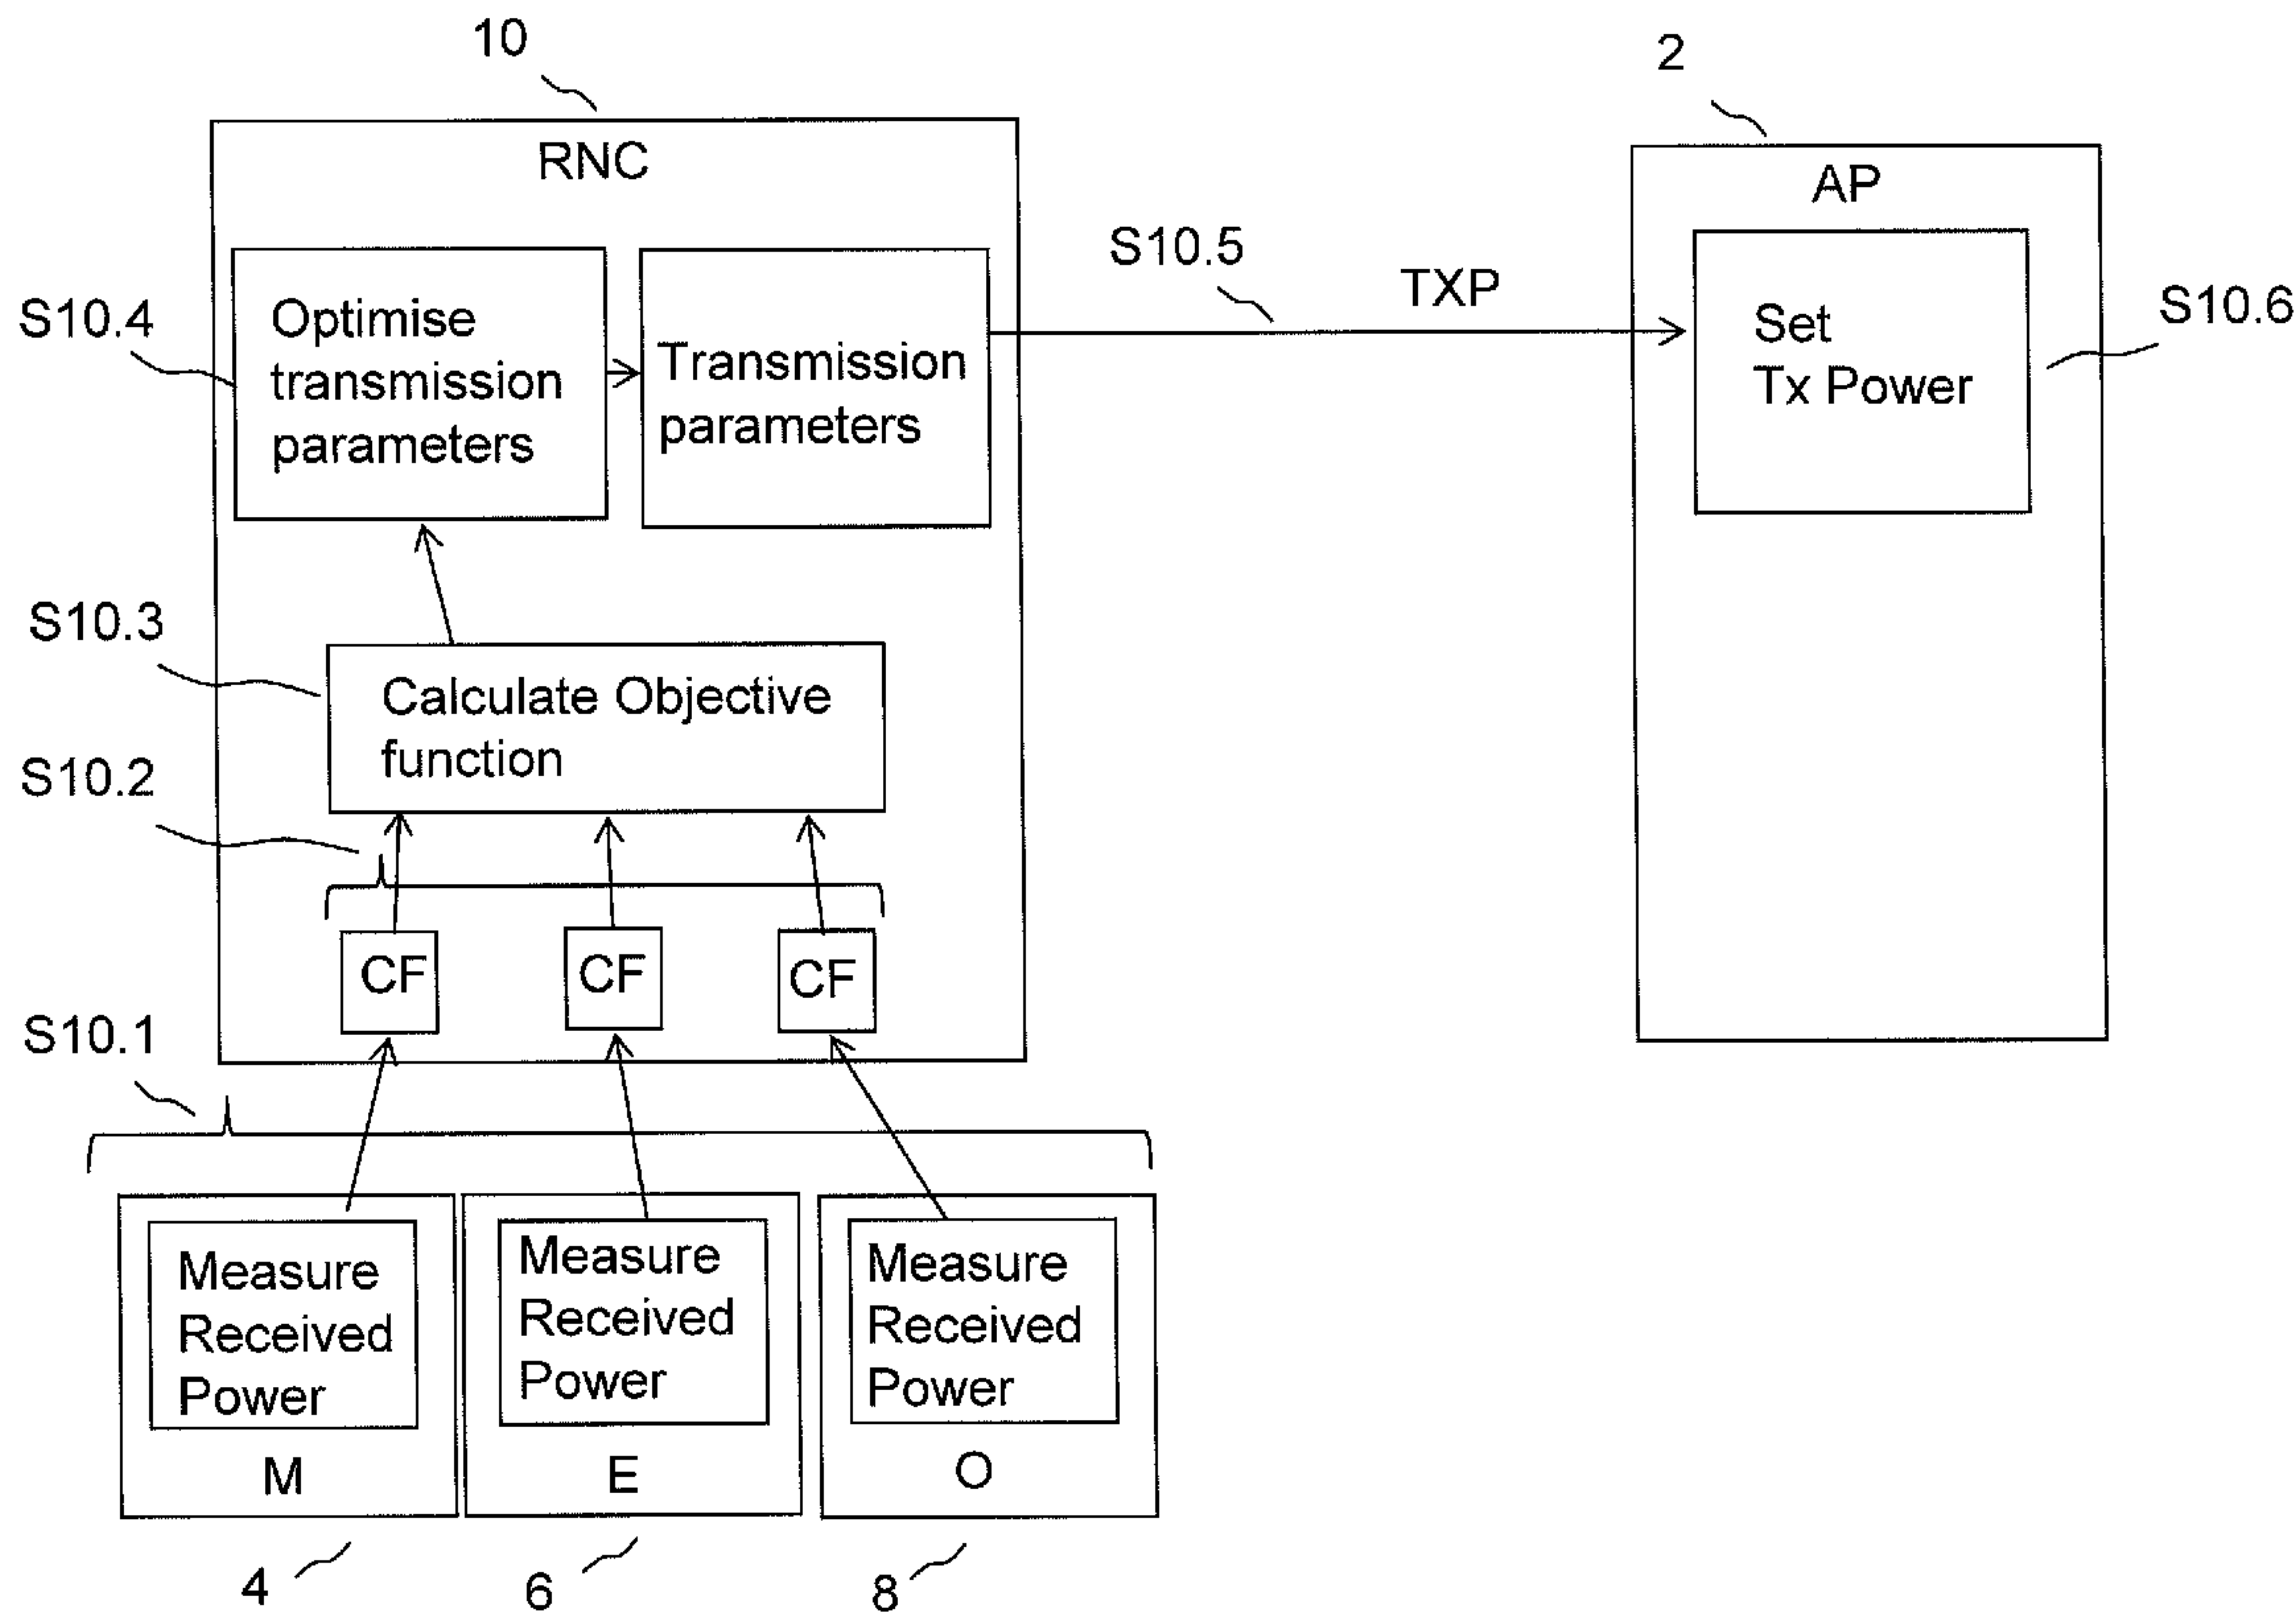 10
2
RNC
AP
S10.5
TXP
S10.4
Optimise
transmission
parameters
Transmission
parameters
Set
Tx Power
S10.6
S10.3
Calculate Objective
function
S10.2
CF
CF
CF
S10.1
Measure
Received
Power
M
Measure
Received
Power
E
Measure
Received
Power
O
4
6
8